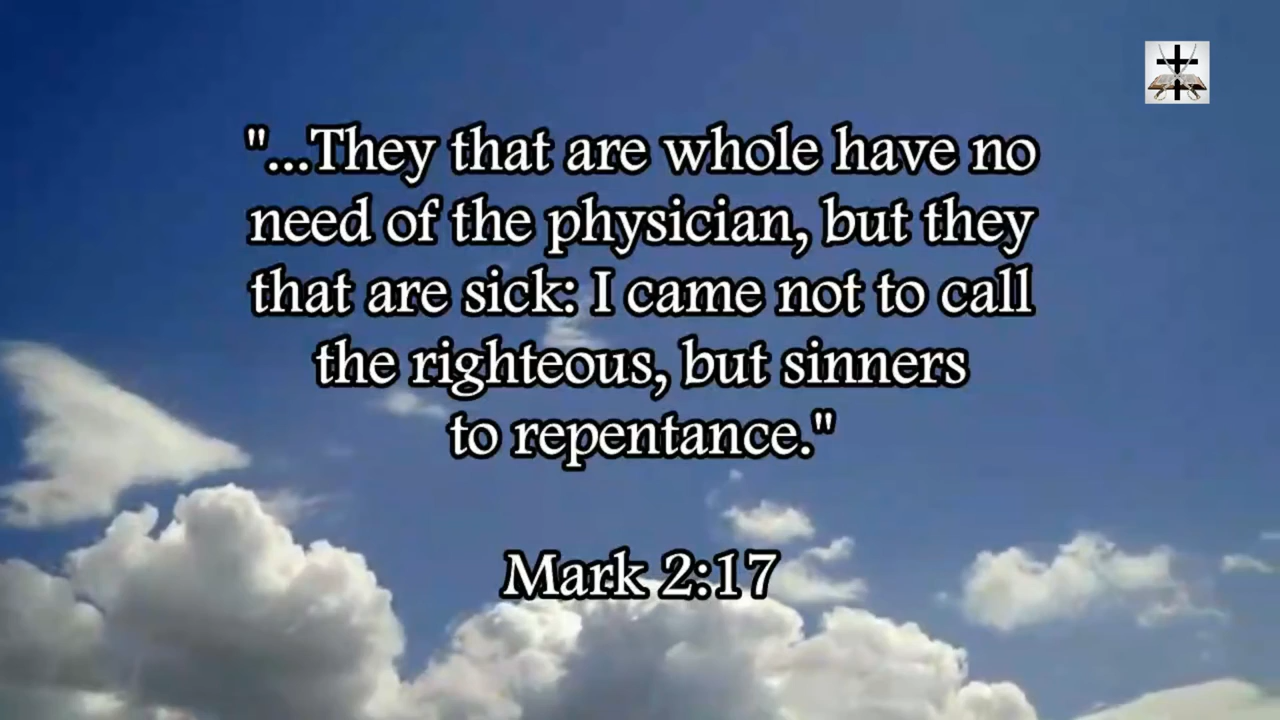 "...They that are whole have no
need of the physician, but they
that are sick: I came not to call
the righteous, but sinners
to repentance."
Mark 2:17